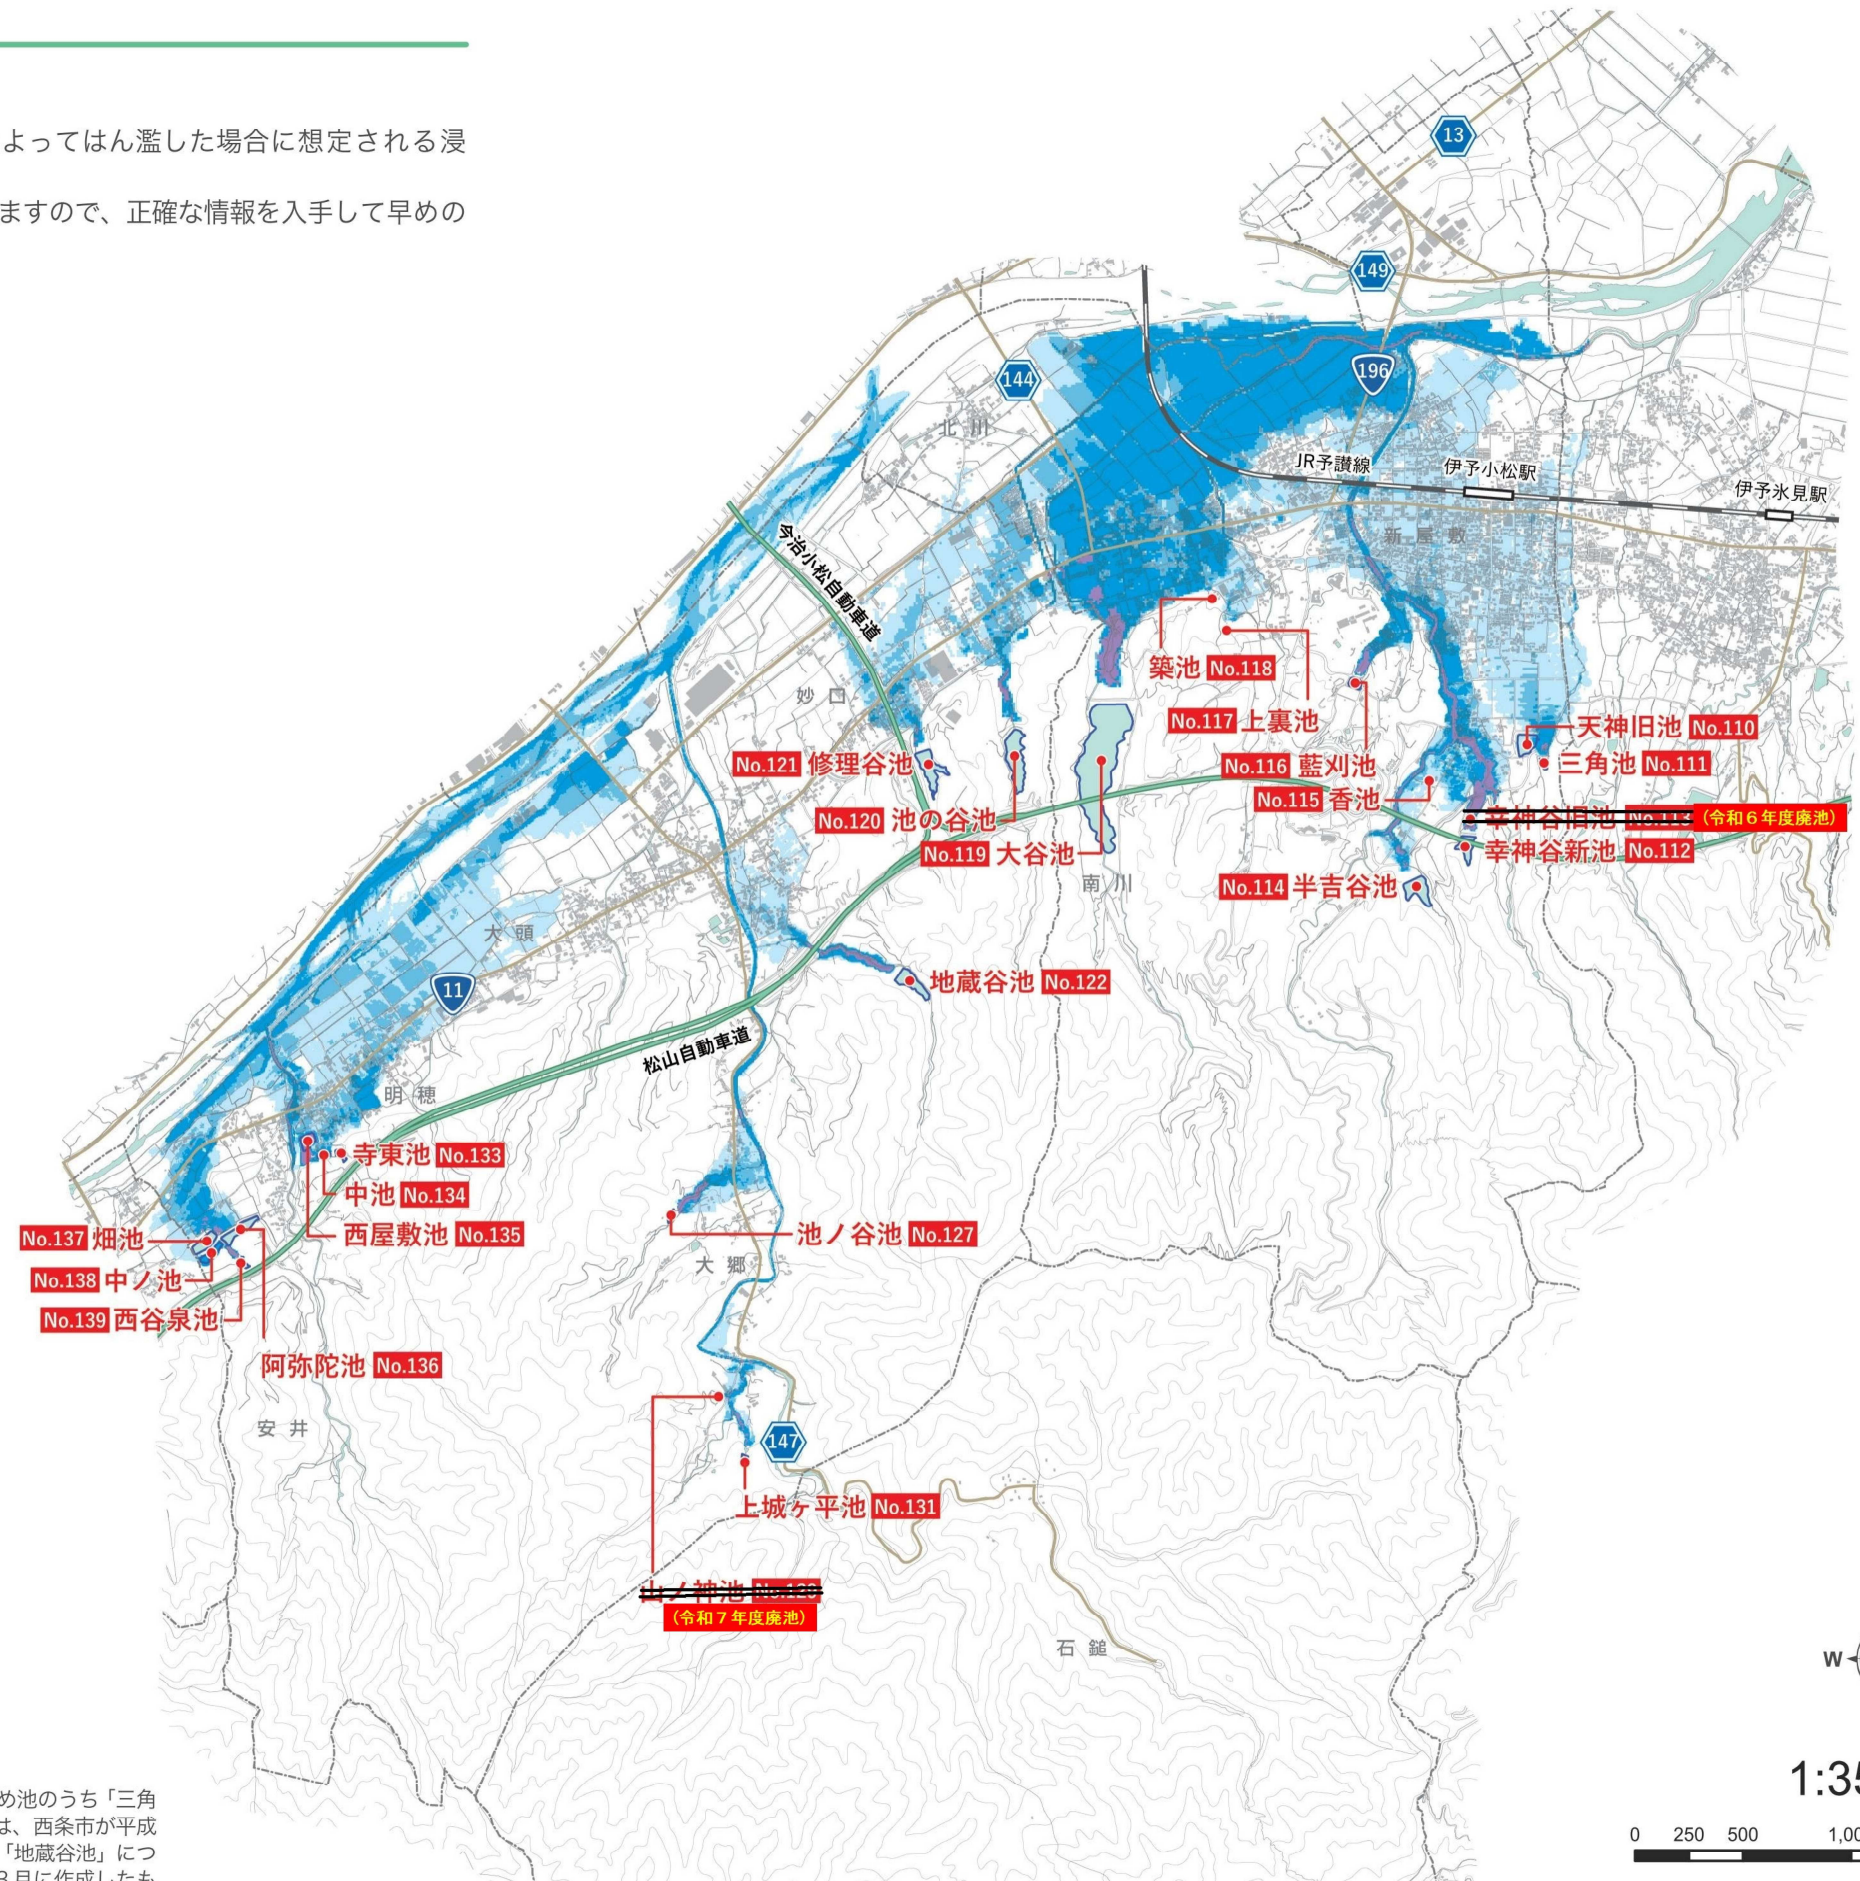 よってはん濫した場合に想定される浸
ますので、正確な情報を入手して早めの
13
149
196
144
北川
JR予讃線
伊予小松駅
伊予氷見駅
新屋敷
今治小松自動車道
築池 No.118
妙口
No.117 上裏池
天神旧池 No.110
No.121 修理谷池
No.116 藍刈池
三角池 No.111
No.115 香池
No.120 池の谷池
幸神谷旧池
(令和6年度廃池)
No.119 大谷池
幸神谷新池 No.112
南川
No.114 半吉谷池
大頭
地蔵谷池 No.122
11
松山自動車道
明穂
寺東池 No.133
中池 No.134
No.137 畑池
西屋敷池 No.135
池ノ谷池 No.127
大郷
No.138 中ノ池
No.139 西谷泉池
阿弥陀池 No.136
安井
147
上城ヶ平池 No.131
山ノ神池
(令和7年度廃池)
石鎚
W
1:35
め池のうち「三角
は、西条市が平成
「地蔵谷池」につ
3月に作成したも
0 250 500 1,00